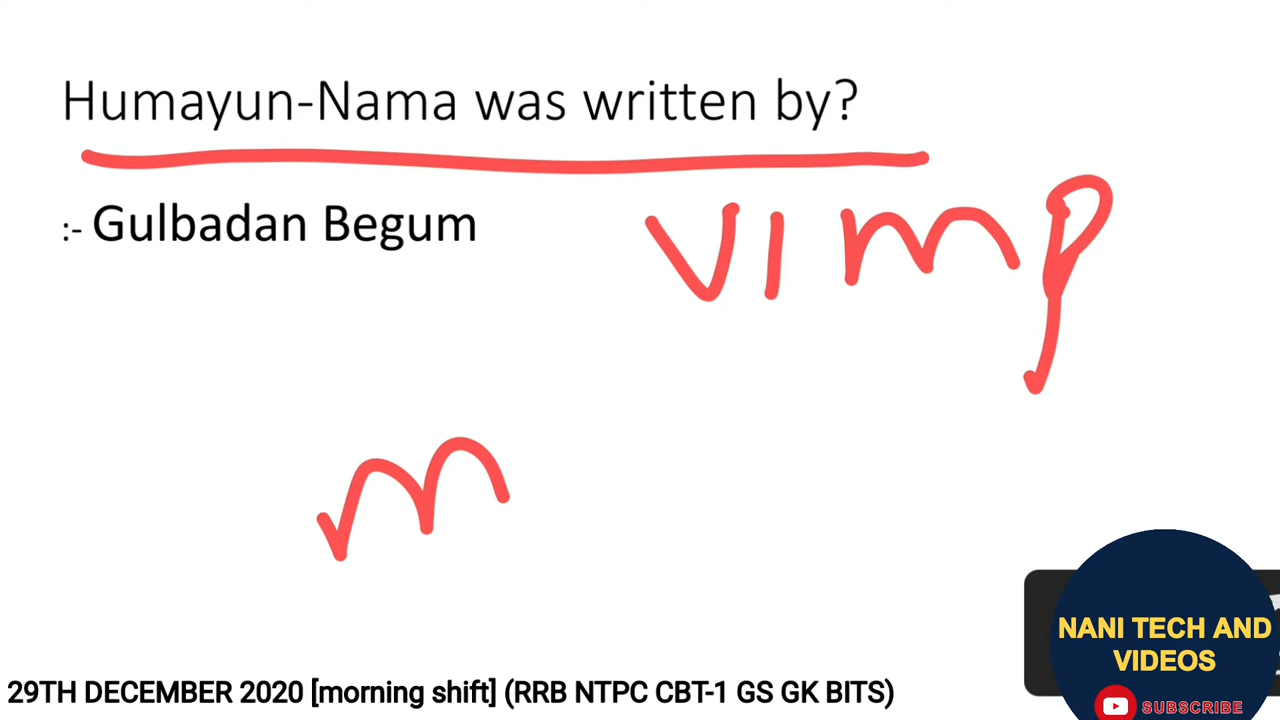 Humayun-Nama was written by?
:- Gulbadan Begum
vimp
m
NANI TECH AND
VIDEOS
SUBSCRIBE
29TH DECEMBER 2020 [morning shift] (RRB NTPC CBT-1 GS GK BITS)